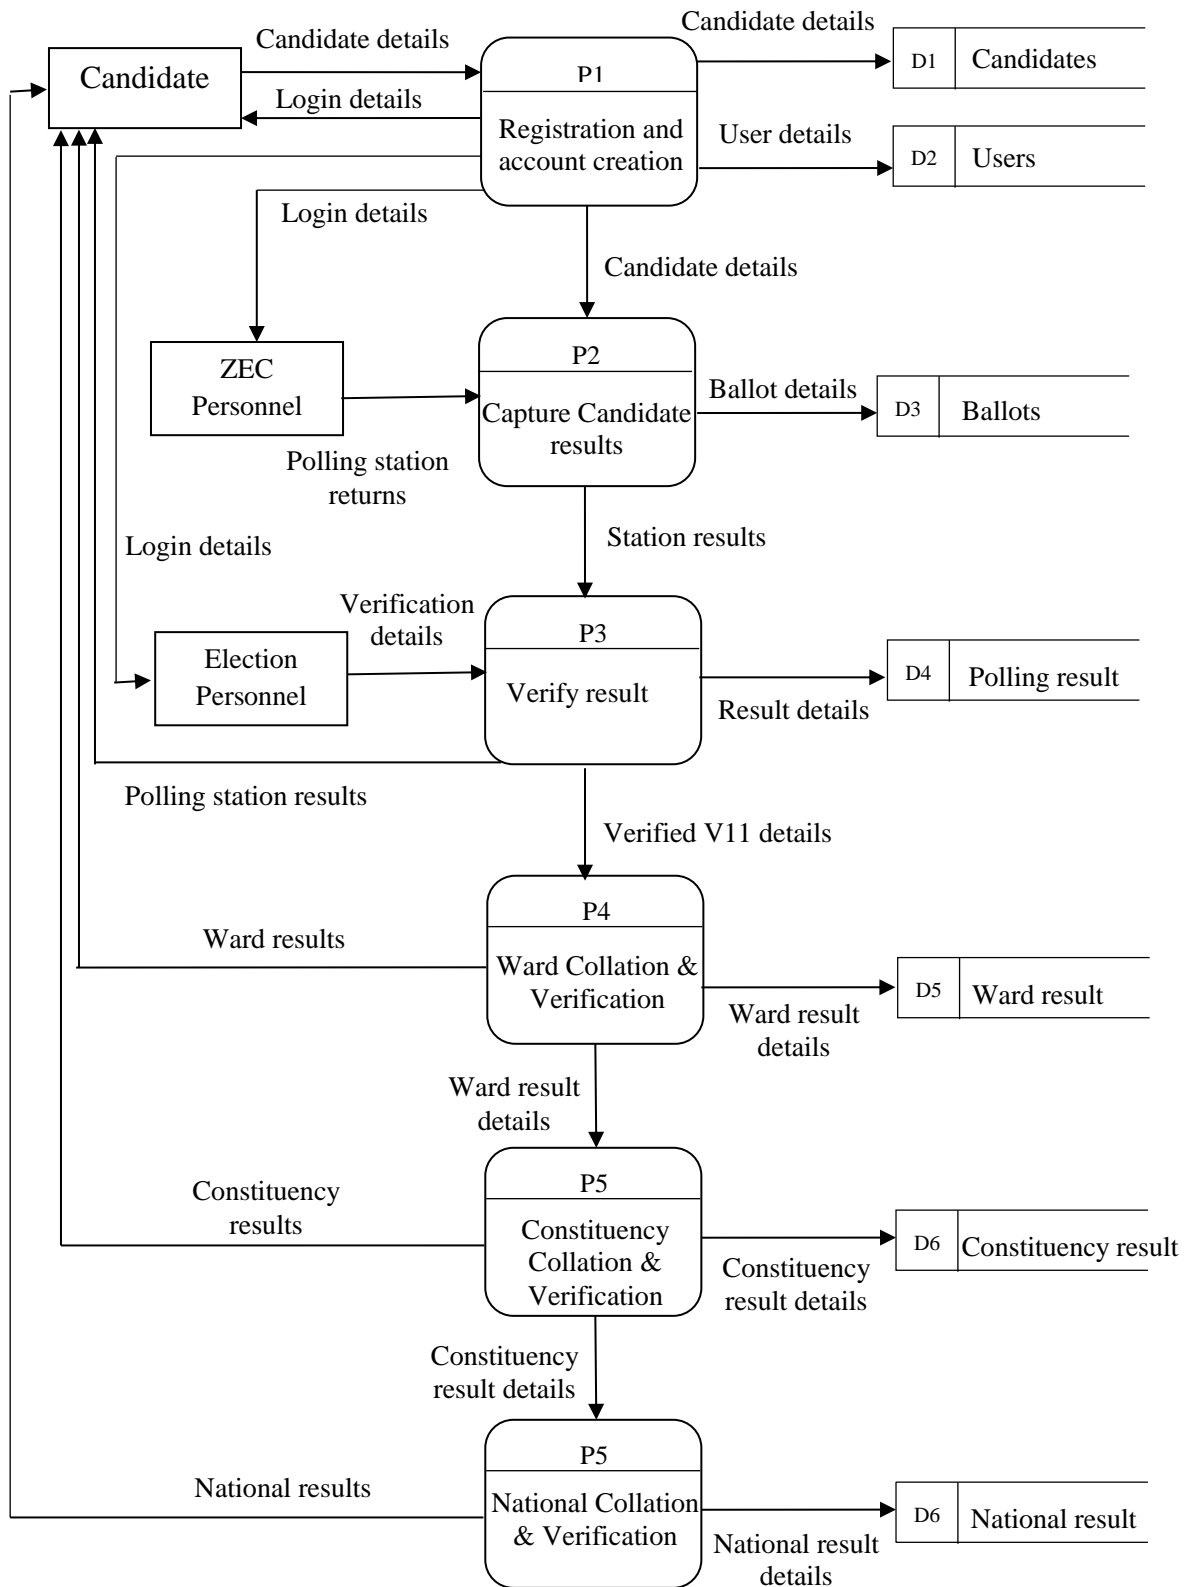 Candidate details
Candidate details
Candidate
P1
D1
Candidates
Login details
Registration and
account creation
User details
D2
Users
Login details
Candidate details
ZEC
Personnel
P2
Capture Candidate
results
Ballot details
D3
Ballots
Polling station
returns
Station results
Login details
Verification
details
Election
Personnel
P3
Verify result
D4
Polling result
Result details
Polling station results
Verified V11 details
P4
Ward Collation &
Verification
Ward results
D5
Ward result
Ward result
details
Ward result
details
P5
Constituency
Collation &
Verification
Constituency
results
D6
Constituency result
Constituency
result details
Constituency
result details
P5
National Collation
& Verification
National results
D6
National result
National result
details